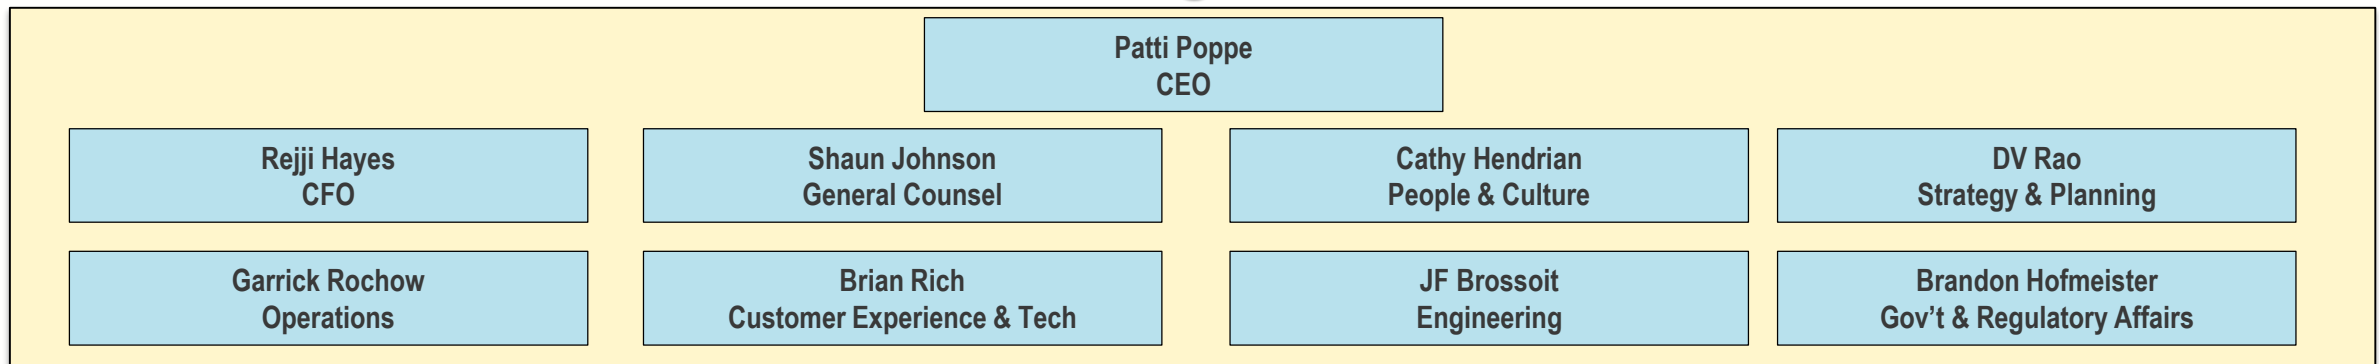 Patti Poppe
CEO
Rejji Hayes
CFO
Shaun Johnson
General Counsel
Cathy Hendrian
People & Culture
DV Rao
Strategy & Planning
Garrick Rochow
Operations
Brian Rich
Customer Experience & Tech
JF Brossoit
Engineering
Brandon Hofmeister
Gov’t & Regulatory Affairs